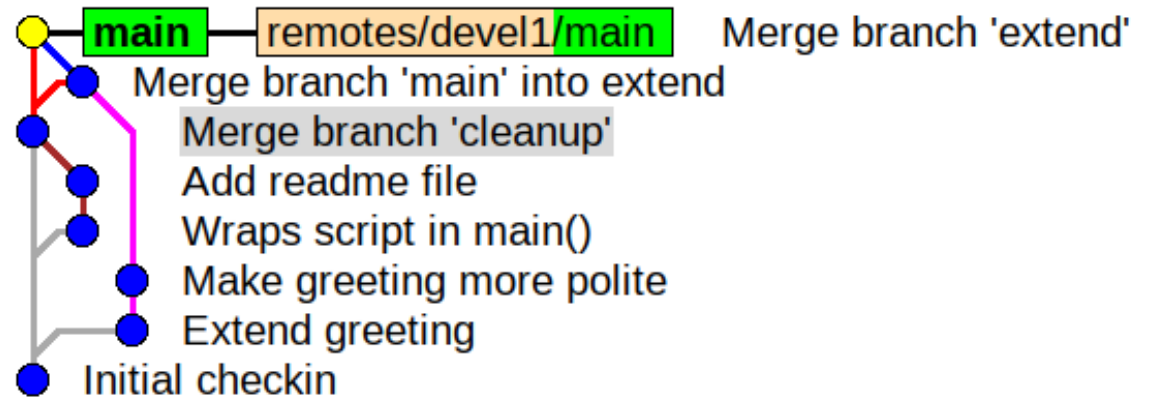 main remotes/devel1/main Merge branch 'extend'
Merge branch 'main' into extend
Merge branch 'cleanup'
Add readme file
Wraps script in main()
Make greeting more polite
Extend greeting
Initial checkin